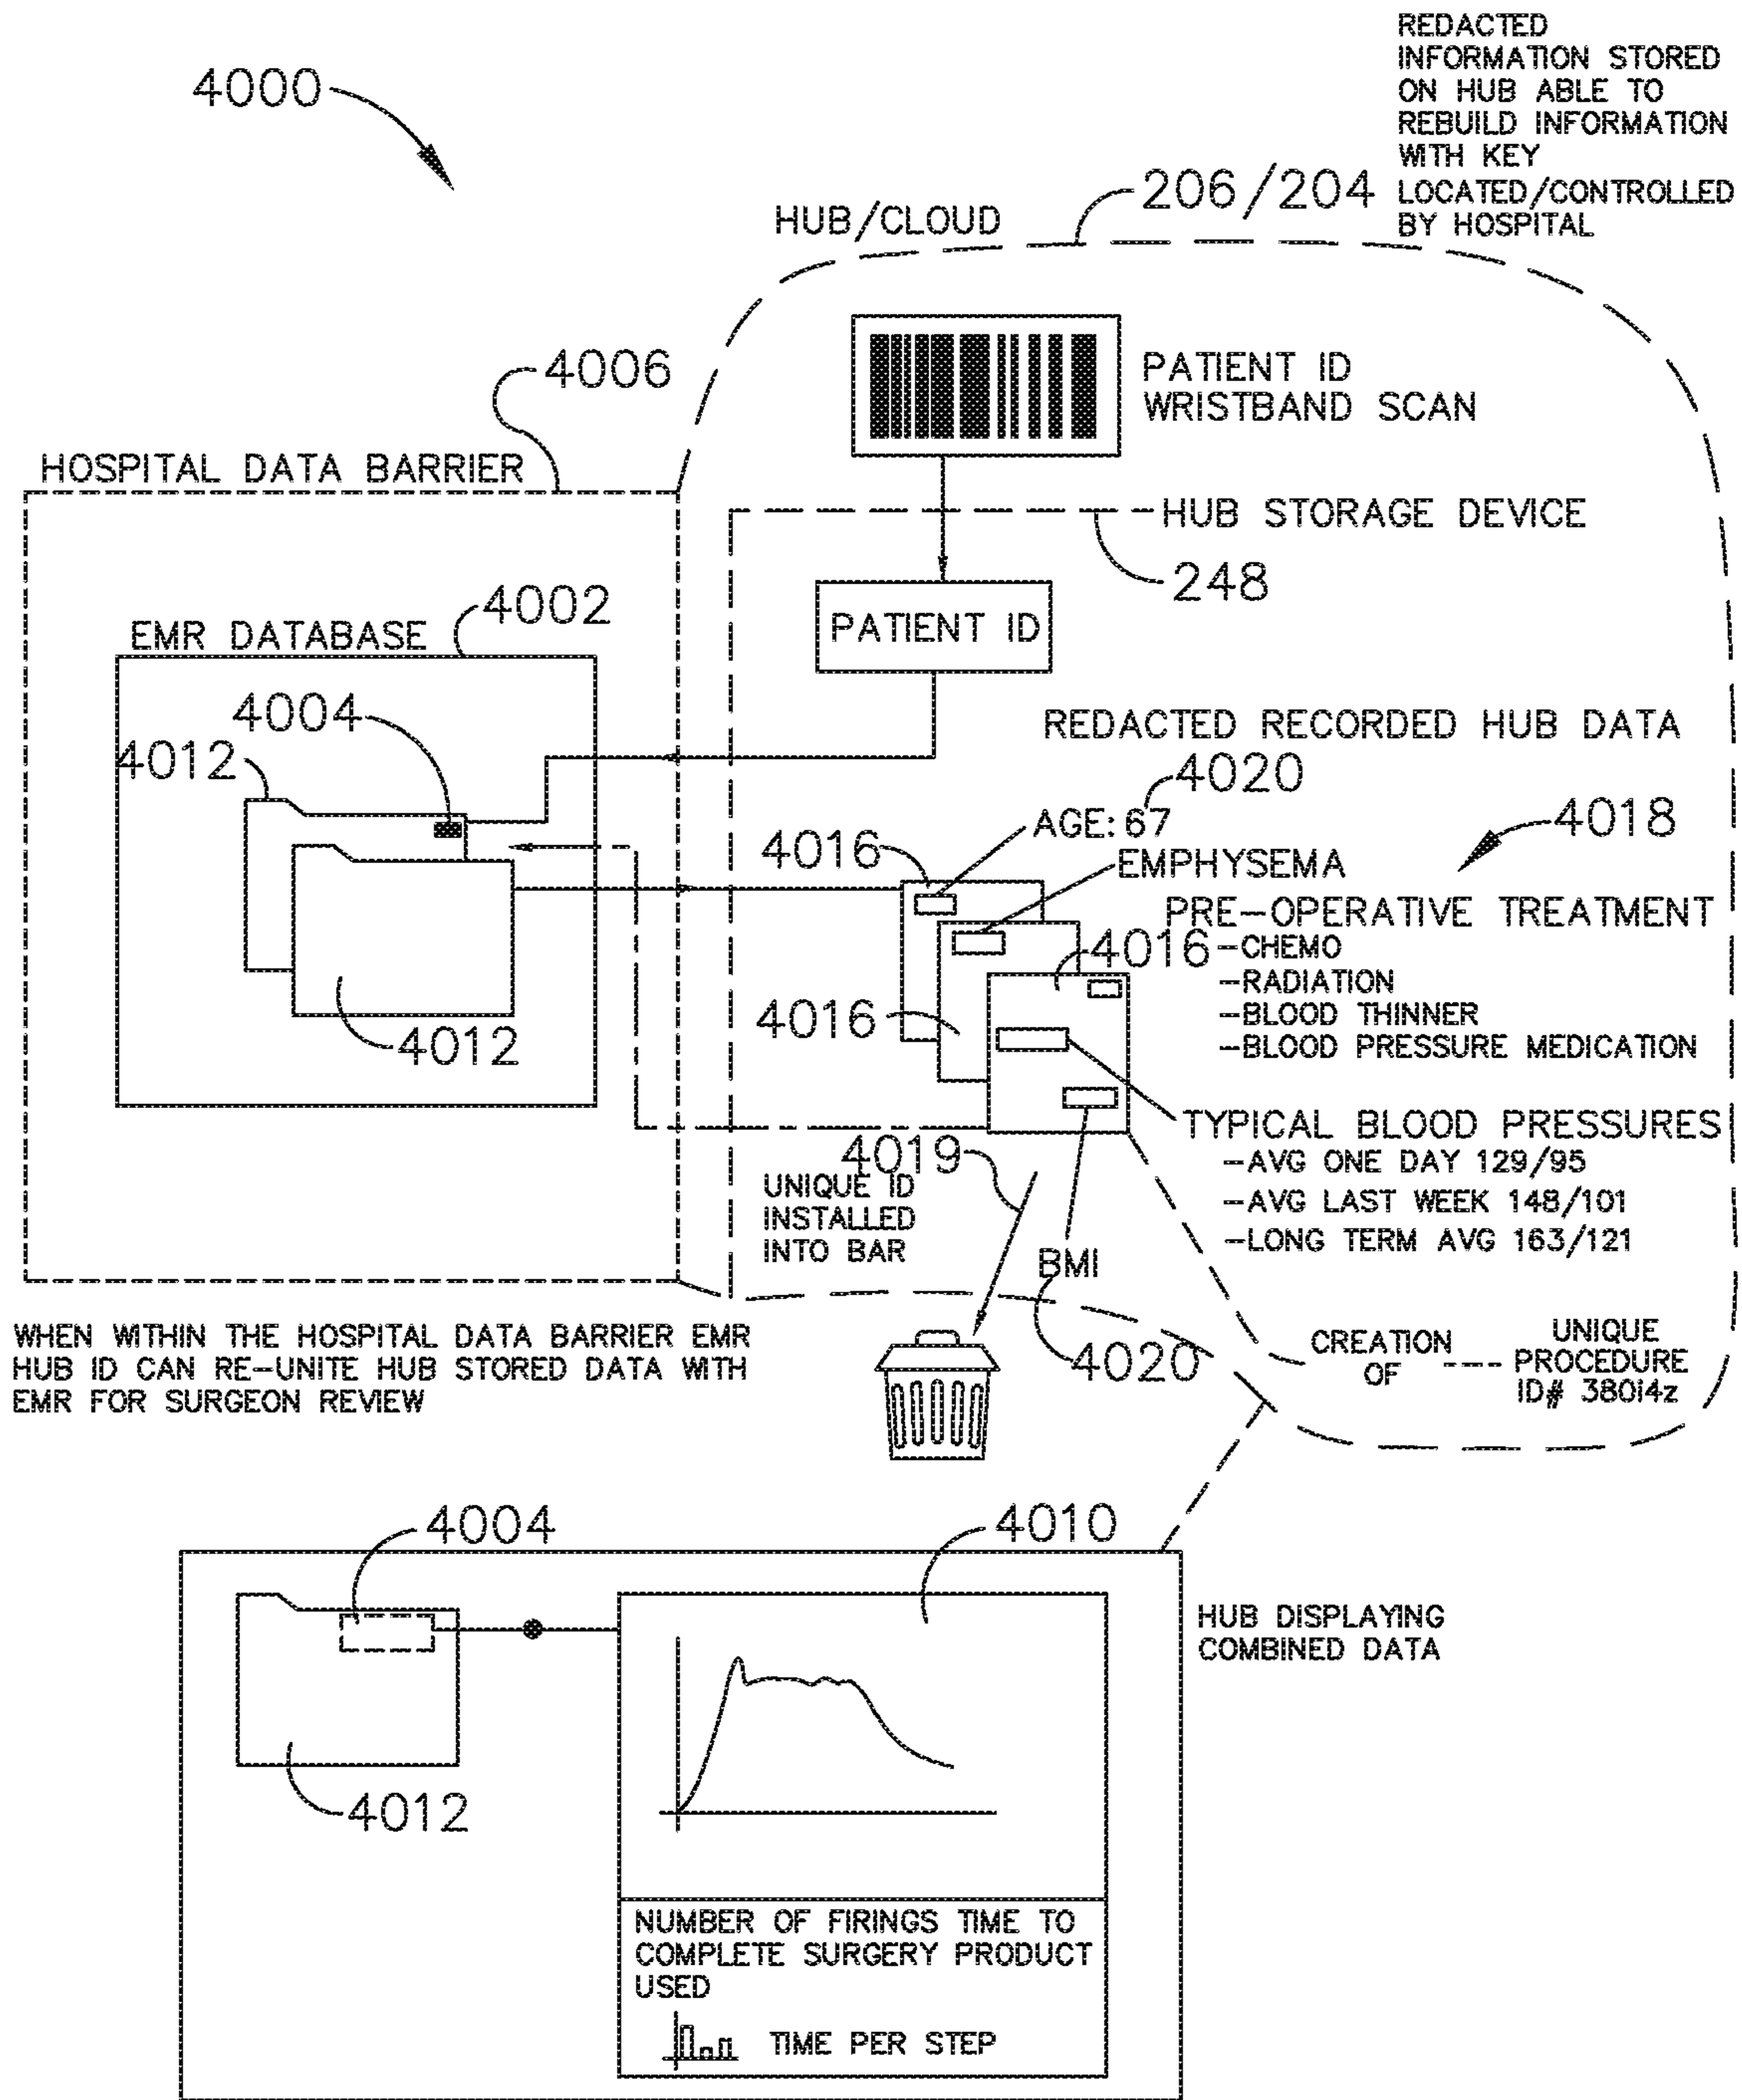 4000
REDACTED
INFORMATION STORED
ON HUB ABLE TO
REBUILD INFORMATION
WITH KEY
LOCATED/CONTROLLED
BY HOSPITAL
206/204
HUB/CLOUD
PATIENT ID
WRISTBAND SCAN
4006
HOSPITAL DATA BARRIER
HUB STORAGE DEVICE
248
PATIENT ID
4002
EMR DATABASE
4004
4012
4012
REDACTED RECORDED HUB DATA
4020
AGE: 67
4018
4016
EMPHYSEMA
PRE-OPERATIVE TREATMENT
4016
-CHEMO
-RADIATION
4016
-BLOOD THINNER
-BLOOD PRESSURE MEDICATION
TYPICAL BLOOD PRESSURES
-AVG ONE DAY 129/95
-AVG LAST WEEK 148/101
-LONG TERM AVG 163/121
4019
UNIQUE ID
INSTALLED
INTO BAR
BMI
4020
CREATION
OF
UNIQUE
PROCEDURE
ID# 38014z
WHEN WITHIN THE HOSPITAL DATA BARRIER EMR
HUB ID CAN RE-UNITE HUB STORED DATA WITH
EMR FOR SURGEON REVIEW
4004
4010
4012
HUB DISPLAYING
COMBINED DATA
NUMBER OF FIRINGS TIME TO
COMPLETE SURGERY PRODUCT
USED
TIME PER STEP